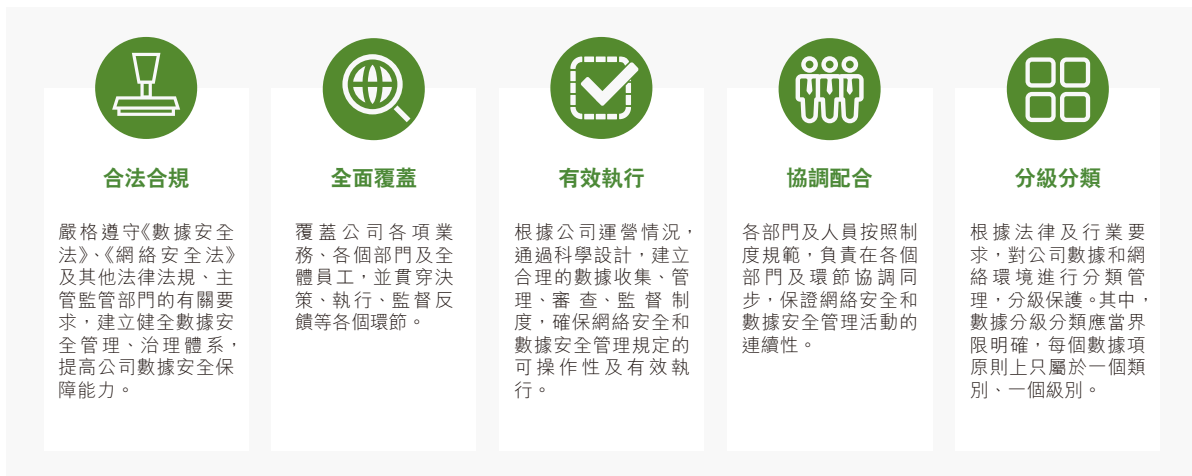 合法合規
嚴格遵守《數據安全
法》、《網絡安全法》
及其他法律法規、主
管監管部門的有關要
求，建立健全數據安
全管理、治理體系，
提高公司數據安全保
障能力。
全面覆蓋
覆蓋公司各項業
務、各個部門及全
體員工，並貫穿決
策、執行、監督反
饋等各個環節。
有效執行
根據公司運營情況，
通過科學設計，建立
合理的數據收集、管
理、審查、監督制
度，確保網絡安全和
數據安全管理規定的
可操作性及有效執
行。
協調配合
各部門及人員按照制
度規範，負責在各個
部門及環節協調同
步，保證網絡安全和
數據安全管理活動的
連續性。
分級分類
根據法律及行業要
求，對公司數據和網
絡環境進行分類管
理，分級保護。其中，
數據分級分類應當界
限明確，每個數據項
原則上只屬於一個類
別、一個級別。